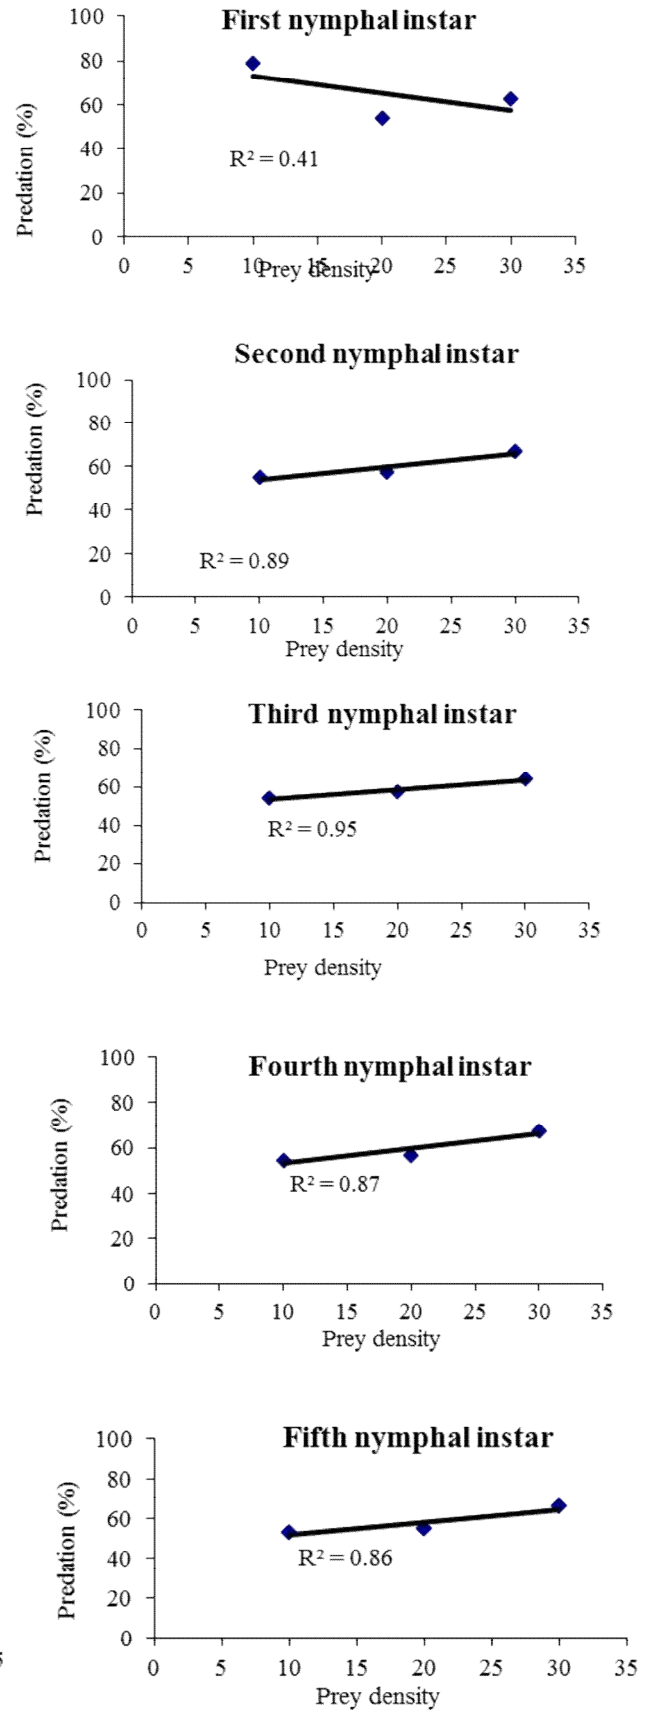 First nymphal instar
100
80
60
40
20
0
Predation (%)
R² = 0.41
0 5 10 15 20 25 30 35
Prey density
Second nymphal instar
100
80
60
40
20
0
Predation (%)
R² = 0.89
0 5 10 15 20 25 30 35
Prey density
Third nymphal instar
100
80
60
40
20
0
Predation (%)
R² = 0.95
0 5 10 15 20 25 30 35
Prey density
Fourth nymphal instar
100
80
60
40
20
0
Predation (%)
R² = 0.87
0 5 10 15 20 25 30 35
Prey density
Fifth nymphal instar
100
80
60
40
20
0
Predation (%)
R² = 0.86
0 5 10 15 20 25 30 35
Prey density